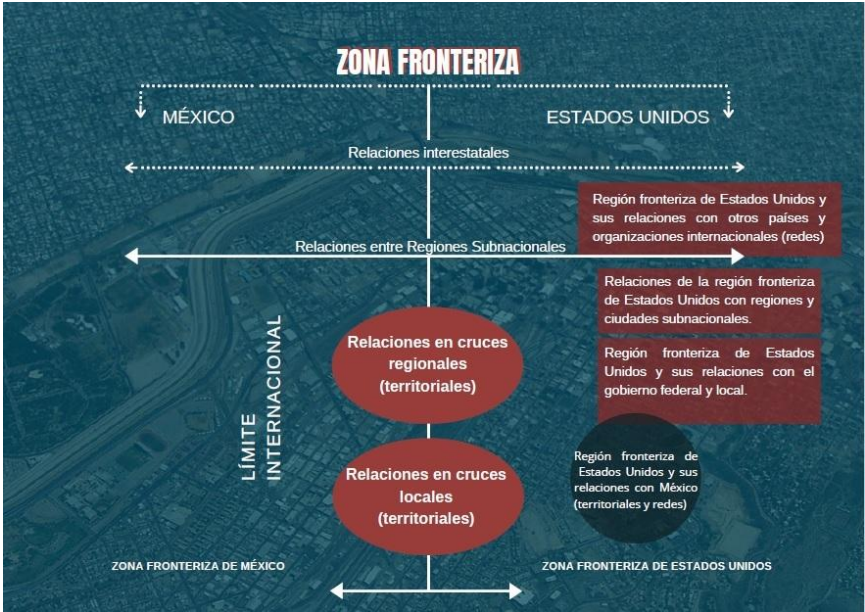 ZONA FRONTERIZA
MÉXICO
ESTADOS UNIDOS
Relaciones interestatales
Región fronteriza de Estados Unidos y
sus relaciones con otros países y
organizaciones internacionales (redes)
Relaciones entre Regiones Subnacionales
Relaciones de la región fronteriza
de Estados Unidos con regiones y
ciudades subnacionales.
LÍMITE
INTERNACIONAL
Relaciones en cruces
regionales
(territoriales)
Región fronteriza de Estados
Unidos y sus relaciones con el
gobierno federal y local.
Relaciones en cruces
locales
(territoriales)
Región fronteriza de
Estados Unidos y sus
relaciones con México
(territoriales y redes)
ZONA FRONTERIZA DE MÉXICO
ZONA FRONTERIZA DE ESTADOS UNIDOS